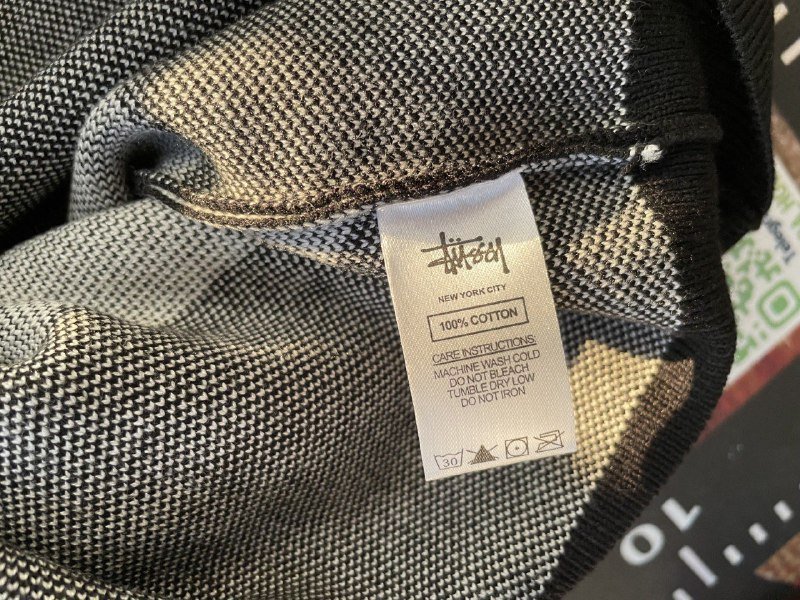 Stüssy
NEW YORK CITY
100% COTTON
CARE INSTRUCTIONS:
MACHINE WASH COLD
DO NOT BLEACH
TUMBLE DRY LOW
DO NOT IRON
30
10